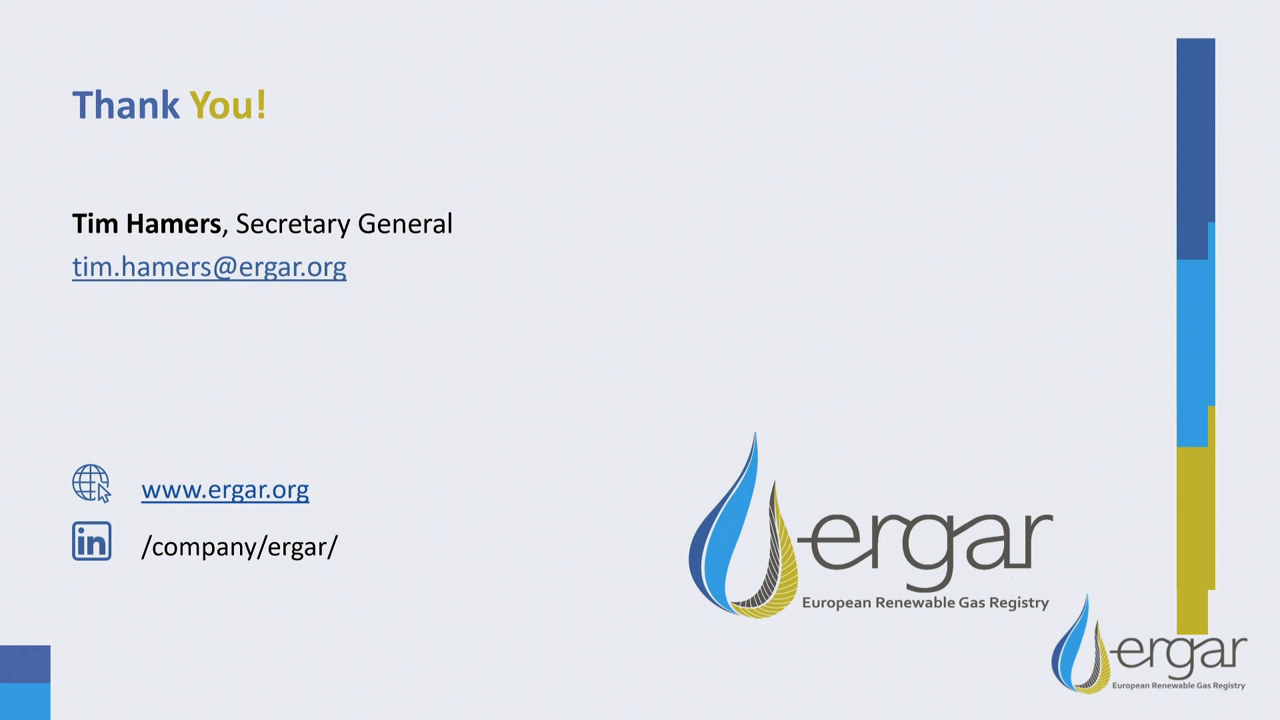 Thank You!
Tim Hamers, Secretary General
tim.hamers@ergar.org
www.ergar.org
in
/company/ergar/
ergar
European Renewable Gas Registry
ergar
European Renewable Gas Registry